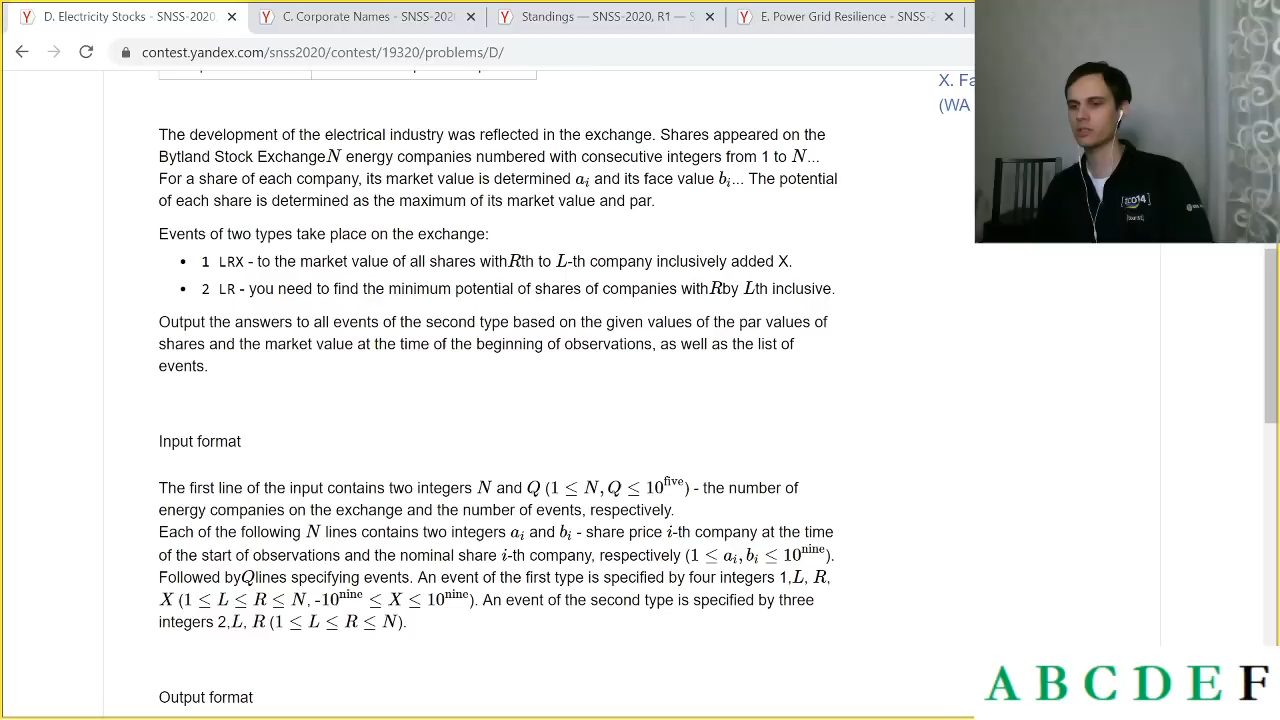 D. Electricity Stocks - SNSS-2020,
C. Corporate Names - SNSS-202
Standings — SNSS-2020, R1 — S
E. Power Grid Resilience - SNSS-2
contest.yandex.com/snss2020/contest/19320/problems/D/
X. Fa
(WA
The development of the electrical industry was reflected in the exchange. Shares appeared on the
Bytland Stock ExchangeN energy companies numbered with consecutive integers from 1 to N...
For a share of each company, its market value is determined a_i and its face value b_i... The potential
of each share is determined as the maximum of its market value and par.
Events of two types take place on the exchange:
• 1 LRX - to the market value of all shares withRth to L-th company inclusively added X.
• 2 LR - you need to find the minimum potential of shares of companies withRby Lth inclusive.
Output the answers to all events of the second type based on the given values of the par values of
shares and the market value at the time of the beginning of observations, as well as the list of
events.
Input format
The first line of the input contains two integers N and Q (1 ≤ N, Q ≤ 10^five) - the number of
energy companies on the exchange and the number of events, respectively.
Each of the following N lines contains two integers a_i and b_i - share price i-th company at the time
of the start of observations and the nominal share i-th company, respectively (1 ≤ a_i, b_i ≤ 10^nine).
Followed byQlines specifying events. An event of the first type is specified by four integers 1,L, R,
X (1 ≤ L ≤ R ≤ N, -10^nine ≤ X ≤ 10^nine). An event of the second type is specified by three
integers 2,L, R (1 ≤ L ≤ R ≤ N).
Output format
A B C D E F